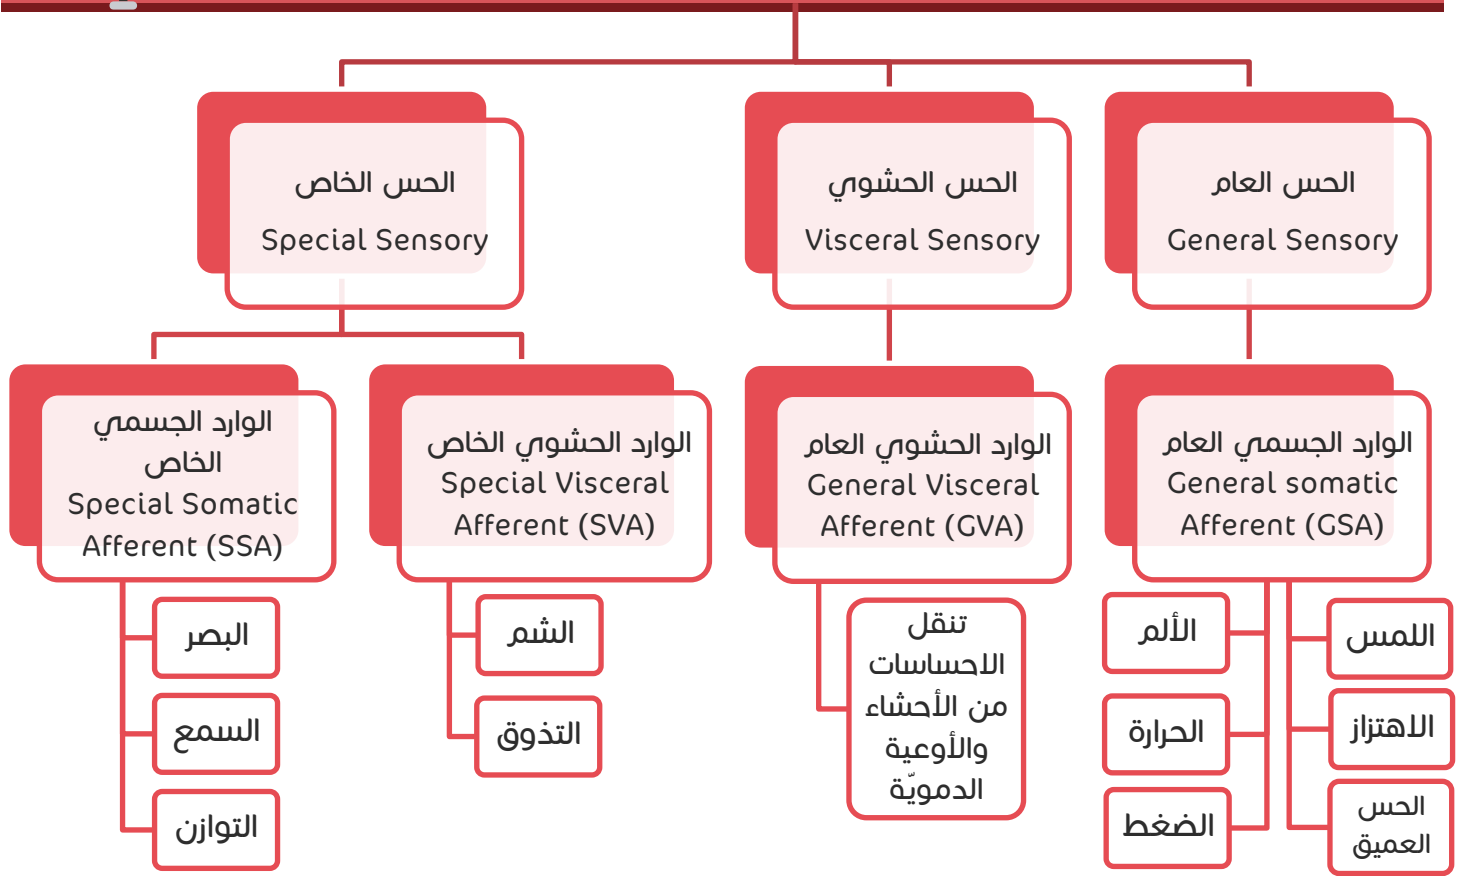 الحس العام
General Sensory
الحس الحشوي
Visceral Sensory
الحس الخاص
Special Sensory
الوارد الجسمي العام
General somatic
Afferent (GSA)
الوارد الحشوي العام
General Visceral
Afferent (GVA)
الوارد الحشوي الخاص
Special Visceral
Afferent (SVA)
الوارد الجسمي
الخاص
Special Somatic
Afferent (SSA)
اللمس
الاهتزاز
الحس
العميق
الألم
الحرارة
الضغط
تنقل
الاحساسات
من الأحشاء
والأوعية
الدمويّة
الشم
التذوق
البصر
السمع
التوازن